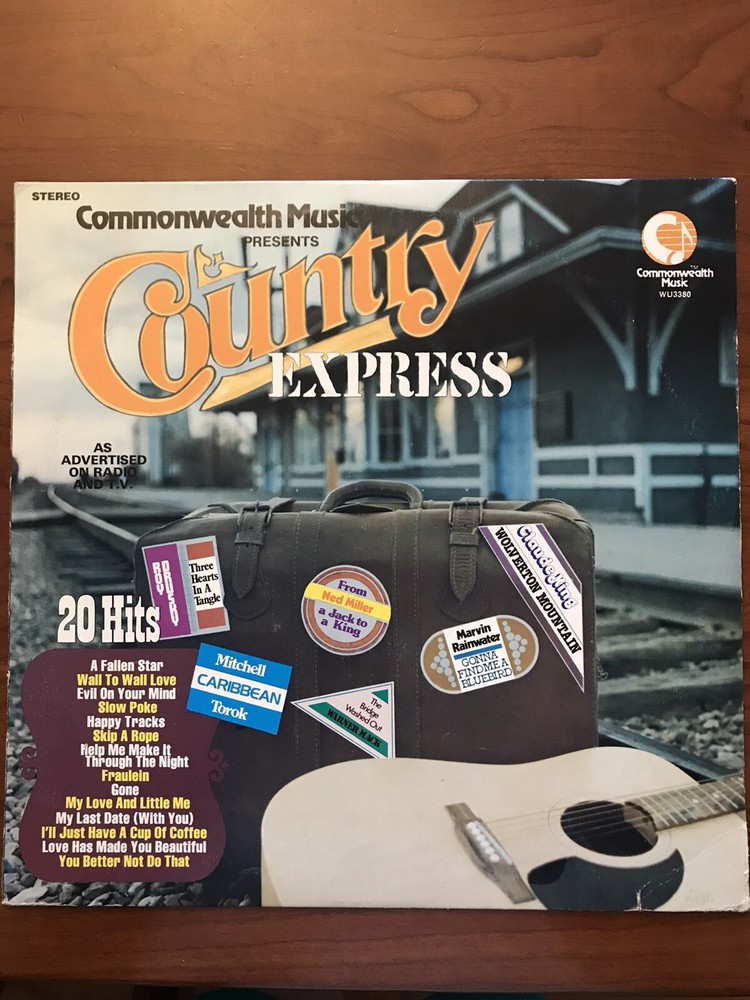 STEREO
Commonwealth Music
PRESENTS
Country
EXPRESS
Commonwealth
Music
TM
WU3380
AS
ADVERTISED
ON RADIO
AND T.V.
ROY
DRUSKY
Three
Hearts
In A
Tangle
From
Ned Miller
a Jack to
a King
Claude King
WOLVERTON MOUNTAIN
Marvin
Rainwater
GONNA
FIND ME A
BLUEBIRD
Mitchell
CARIBBEAN
Torok
The
Bridge
Washed Out
WARNER MACK
20 Hits
A Fallen Star
Wall To Wall Love
Evil On Your Mind
Slow Poke
Happy Tracks
Skip A Rope
Help Me Make It
Through The Night
Fraulein
Gone
My Love And Little Me
My Last Date (With You)
I'll Just Have A Cup Of Coffee
Love Has Made You Beautiful
You Better Not Do That